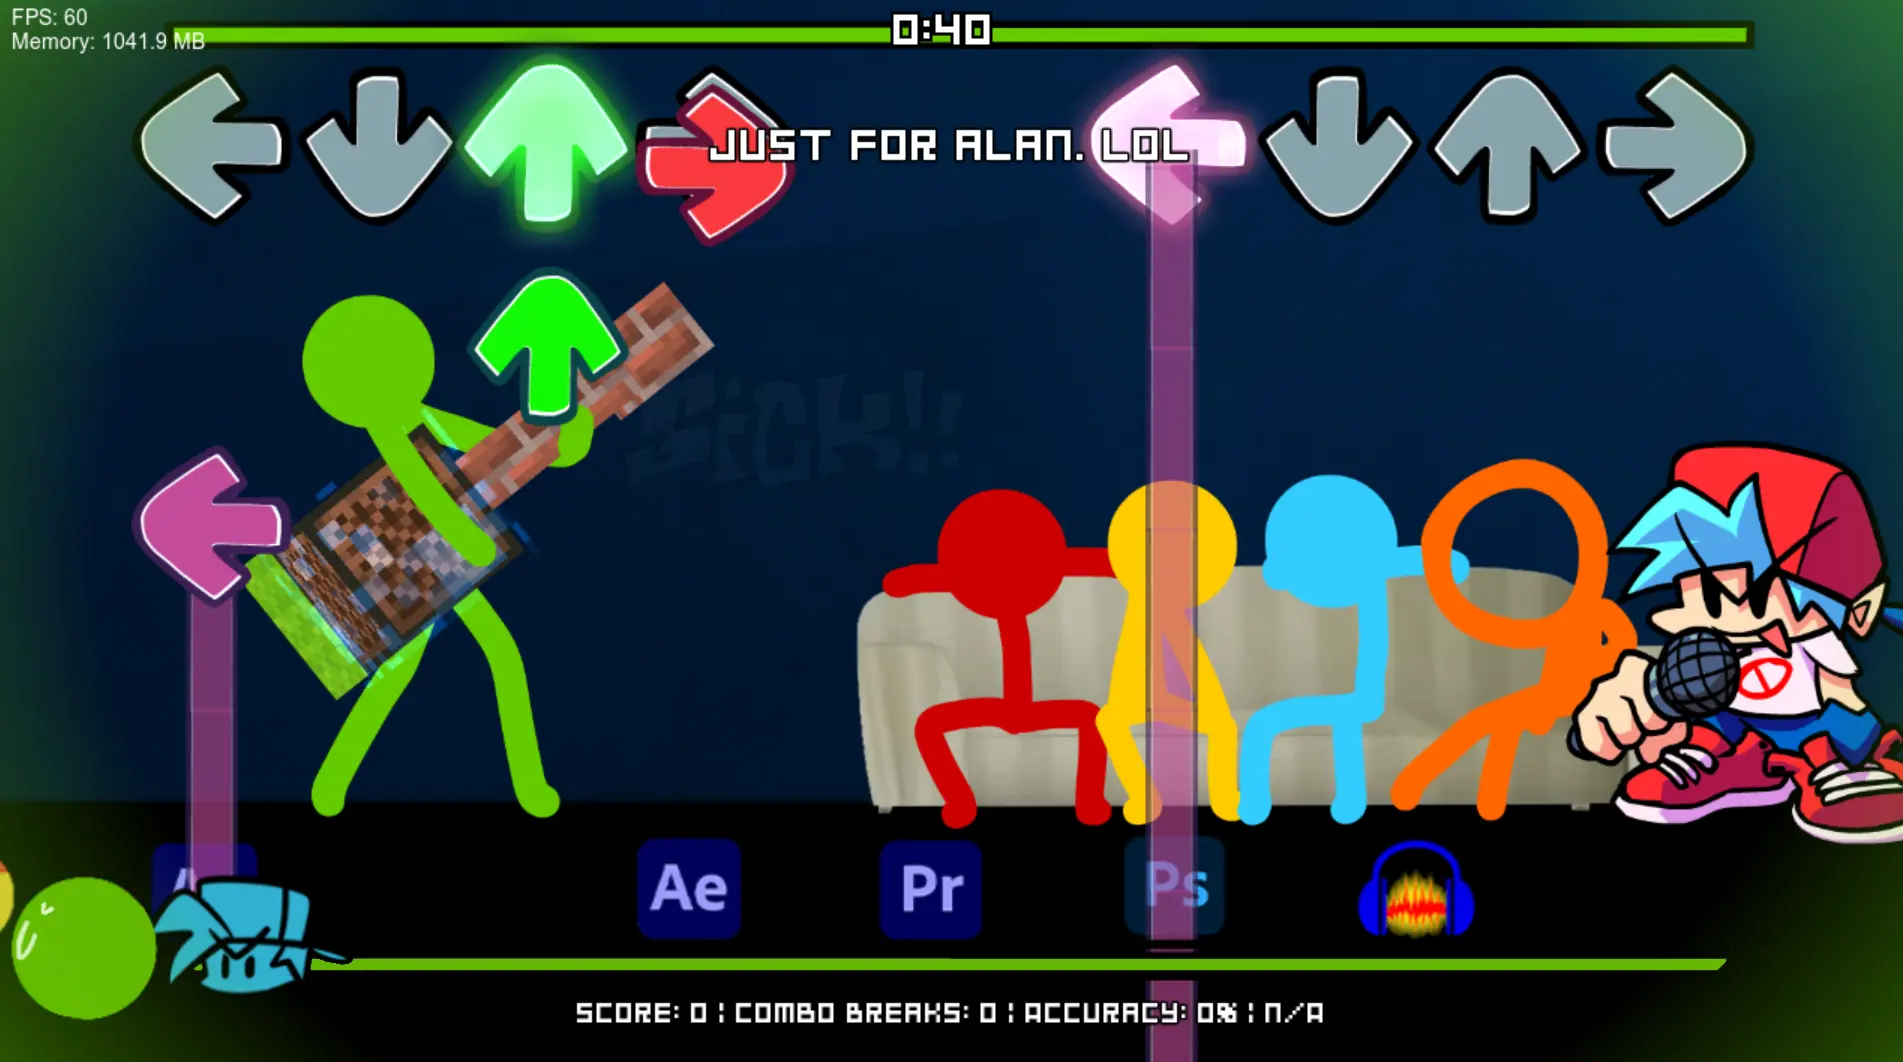 FPS: 60
Memory: 1041.9 MB
0:40
JUST FOR ALAN. LOL
SICK!!
Ae Pr Ps
SCORE: 0 | COMBO BREAKS: 0 | ACCURACY: 0% | N/A